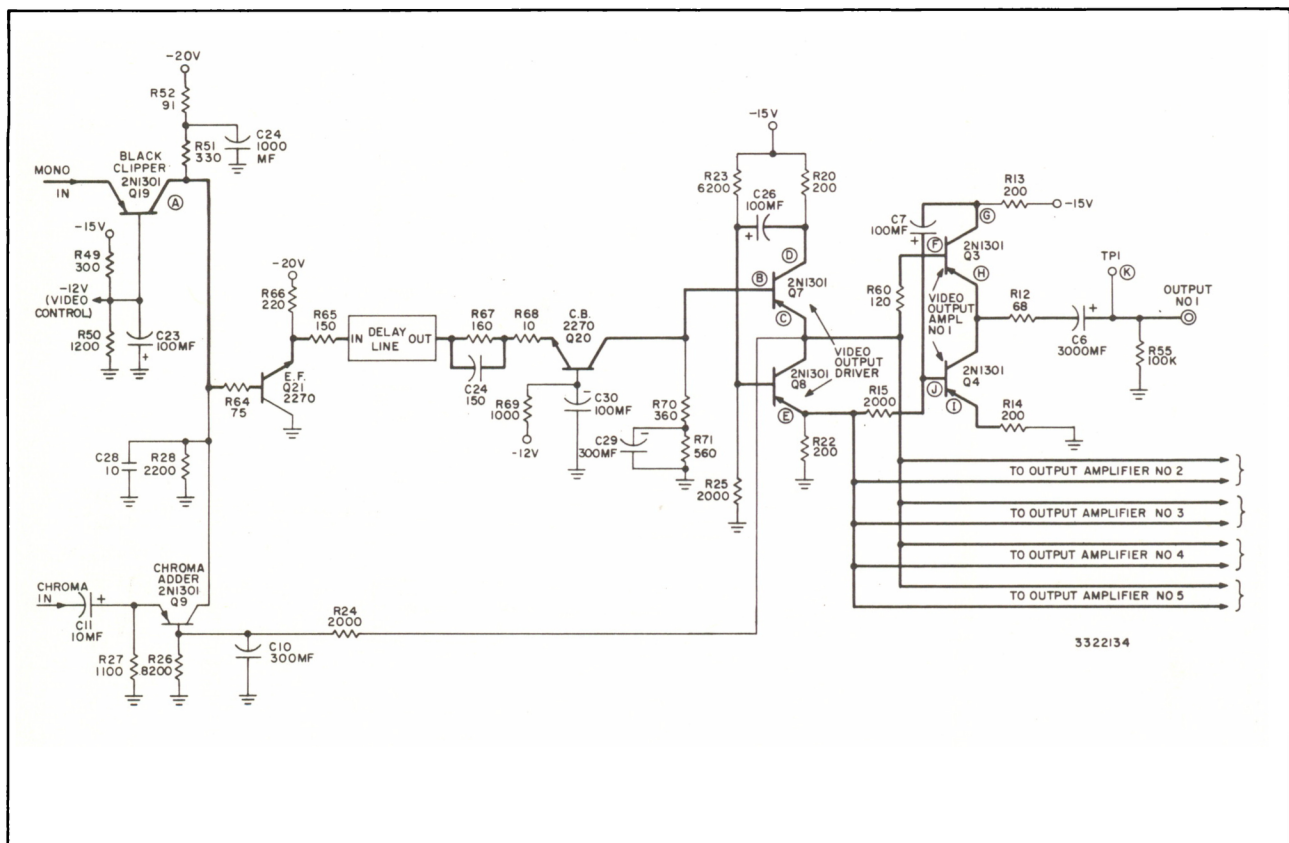 -20V
R52
91
R51
330
C24
1000
MF
BLACK
CLIPPER
2N1301
Q19
MONO
IN
A
-15V
R49
300
-12V
(VIDEO
CONTROL)
R50
1200
C23
100MF
+
-20V
R66
220
R65
150
IN DELAY LINE OUT
R67
160
C24
150
R68
10
C.B.
2270
Q20
R64
75
E.F.
Q21
2270
R69
1000
-12V
C30
100MF
-
C29
300MF
-
R70
360
R71
560
C28
10
R28
2200
-15V
R23
6200
R20
200
C26
100MF
+
D
B
2N1301
Q7
C
VIDEO
OUTPUT
DRIVER
2N1301
Q8
E
R22
200
R25
2000
R15
2000
R60
120
C7
100MF
+
G
R13
200
-15V
F
2N1301
Q3
H
VIDEO
OUTPUT
AMPL
NO 1
2N1301
Q4
J
I
R14
200
R12
68
C6
3000MF
+
TP1
K
OUTPUT
NO 1
R55
100K
TO OUTPUT AMPLIFIER NO 2
TO OUTPUT AMPLIFIER NO 3
TO OUTPUT AMPLIFIER NO 4
TO OUTPUT AMPLIFIER NO 5
CHROMA
IN
C11
10MF
+
CHROMA
ADDER
2N1301
Q9
R27
1100
R26
8200
C10
300MF
R24
2000
3322134